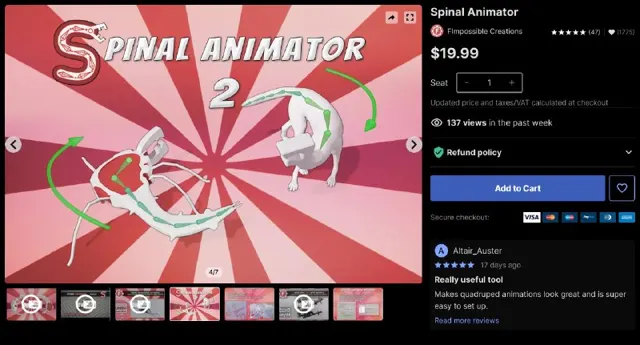 SPINAL ANIMATOR
2
4/7
Spinal Animator
FImpossible Creations
(47)
(1775)
$19.99
Seat
- 1 +
Updated price and taxes/VAT calculated at checkout
137 views in the past week
Refund policy
Add to Cart
Secure checkout:
VISA
A Altair_Auster
17 days ago
Really useful tool
Makes quadruped animations look great and is super
easy to set up.
Read more reviews